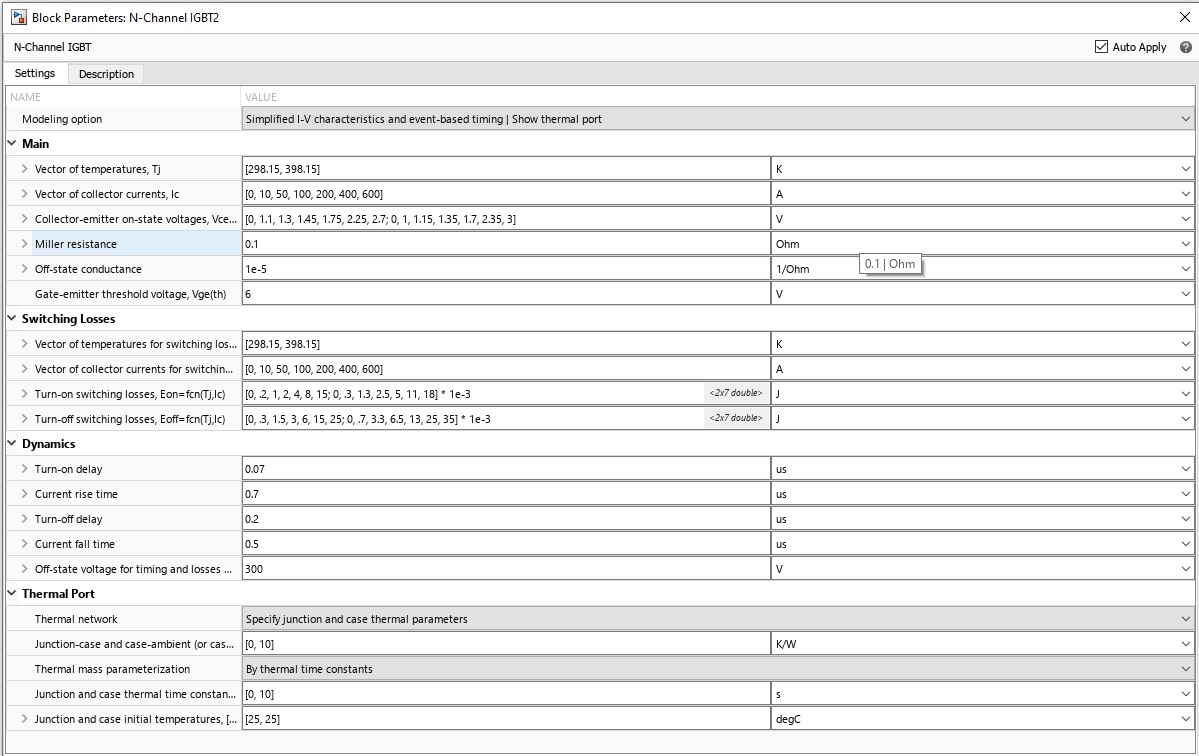 Block Parameters: N-Channel IGBT2
N-Channel IGBT Auto Apply ?
Settings Description
NAME VALUE
Modeling option Simplified I-V characteristics and event-based timing | Show thermal port
Main
Vector of temperatures, Tj [298.15, 398.15] K
Vector of collector currents, Ic [0, 10, 50, 100, 200, 400, 600] A
Collector-emitter on-state voltages, Vce... [0, 1.1, 1.3, 1.45, 1.75, 2.25, 2.7; 0, 1, 1.15, 1.35, 1.7, 2.35, 3] V
Miller resistance 0.1 Ohm
0.1 | Ohm
Off-state conductance 1e-5 1/Ohm
Gate-emitter threshold voltage, Vge(th) 6 V
Switching Losses
Vector of temperatures for switching los... [298.15, 398.15] K
Vector of collector currents for switchin... [0, 10, 50, 100, 200, 400, 600] A
Turn-on switching losses, Eon=fcn(Tj,Ic) [0, .2, 1, 2, 4, 8, 15; 0, .3, 1.3, 2.5, 5, 11, 18] * 1e-3 <2x7 double> J
Turn-off switching losses, Eoff=fcn(Tj,Ic) [0, .3, 1.5, 3, 6, 15, 25; 0, .7, 3.3, 6.5, 13, 25, 35] * 1e-3 <2x7 double> J
Dynamics
Turn-on delay 0.07 us
Current rise time 0.7 us
Turn-off delay 0.2 us
Current fall time 0.5 us
Off-state voltage for timing and losses ... 300 V
Thermal Port
Thermal network Specify junction and case thermal parameters
Junction-case and case-ambient (or cas... [0, 10] K/W
Thermal mass parameterization By thermal time constants
Junction and case thermal time constan... [0, 10] s
Junction and case initial temperatures, [... [25, 25] degC